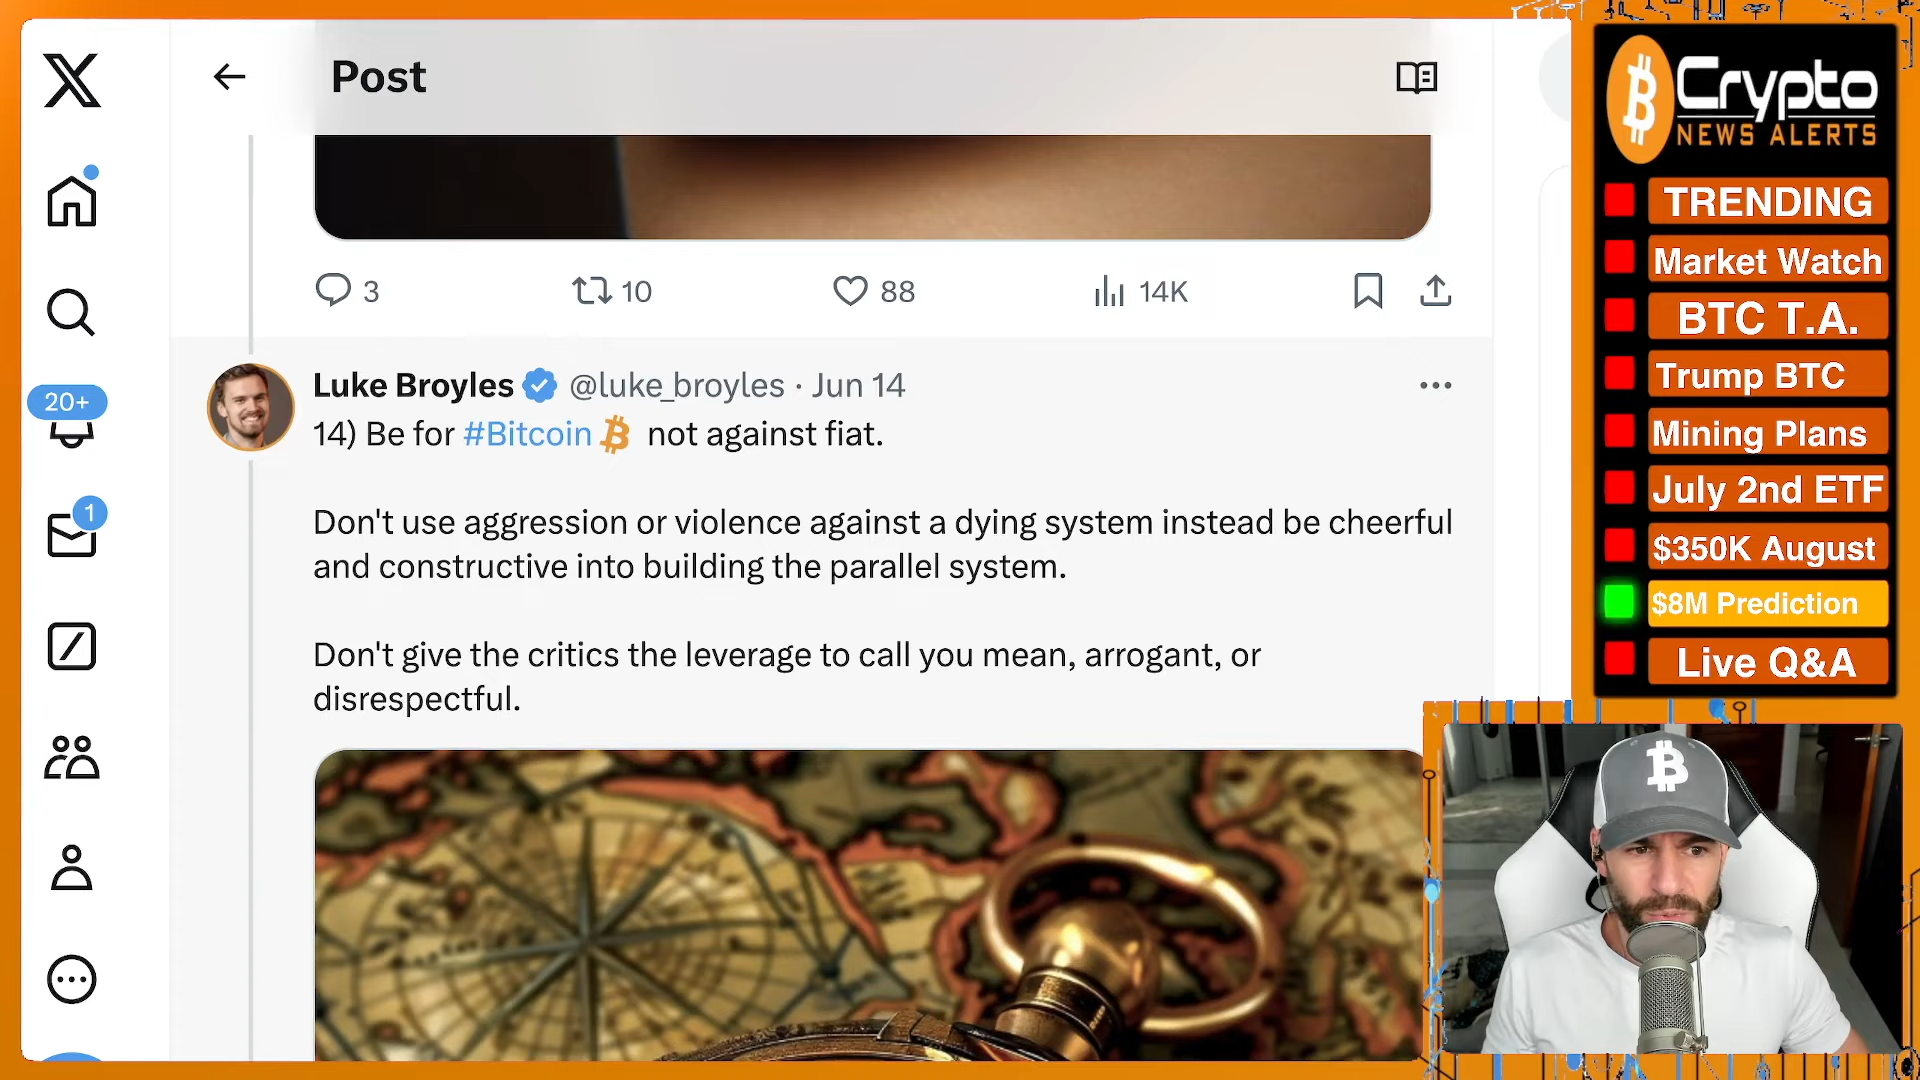 Post
3
10
88
14K
20+
1
Luke Broyles @luke_broyles · Jun 14
14) Be for #Bitcoin not against fiat.
Don't use aggression or violence against a dying system instead be cheerful
and constructive into building the parallel system.
Don't give the critics the leverage to call you mean, arrogant, or
disrespectful.
Crypto
NEWS ALERTS
TRENDING
Market Watch
BTC T.A.
Trump BTC
Mining Plans
July 2nd ETF
$350K August
$8M Prediction
Live Q&A